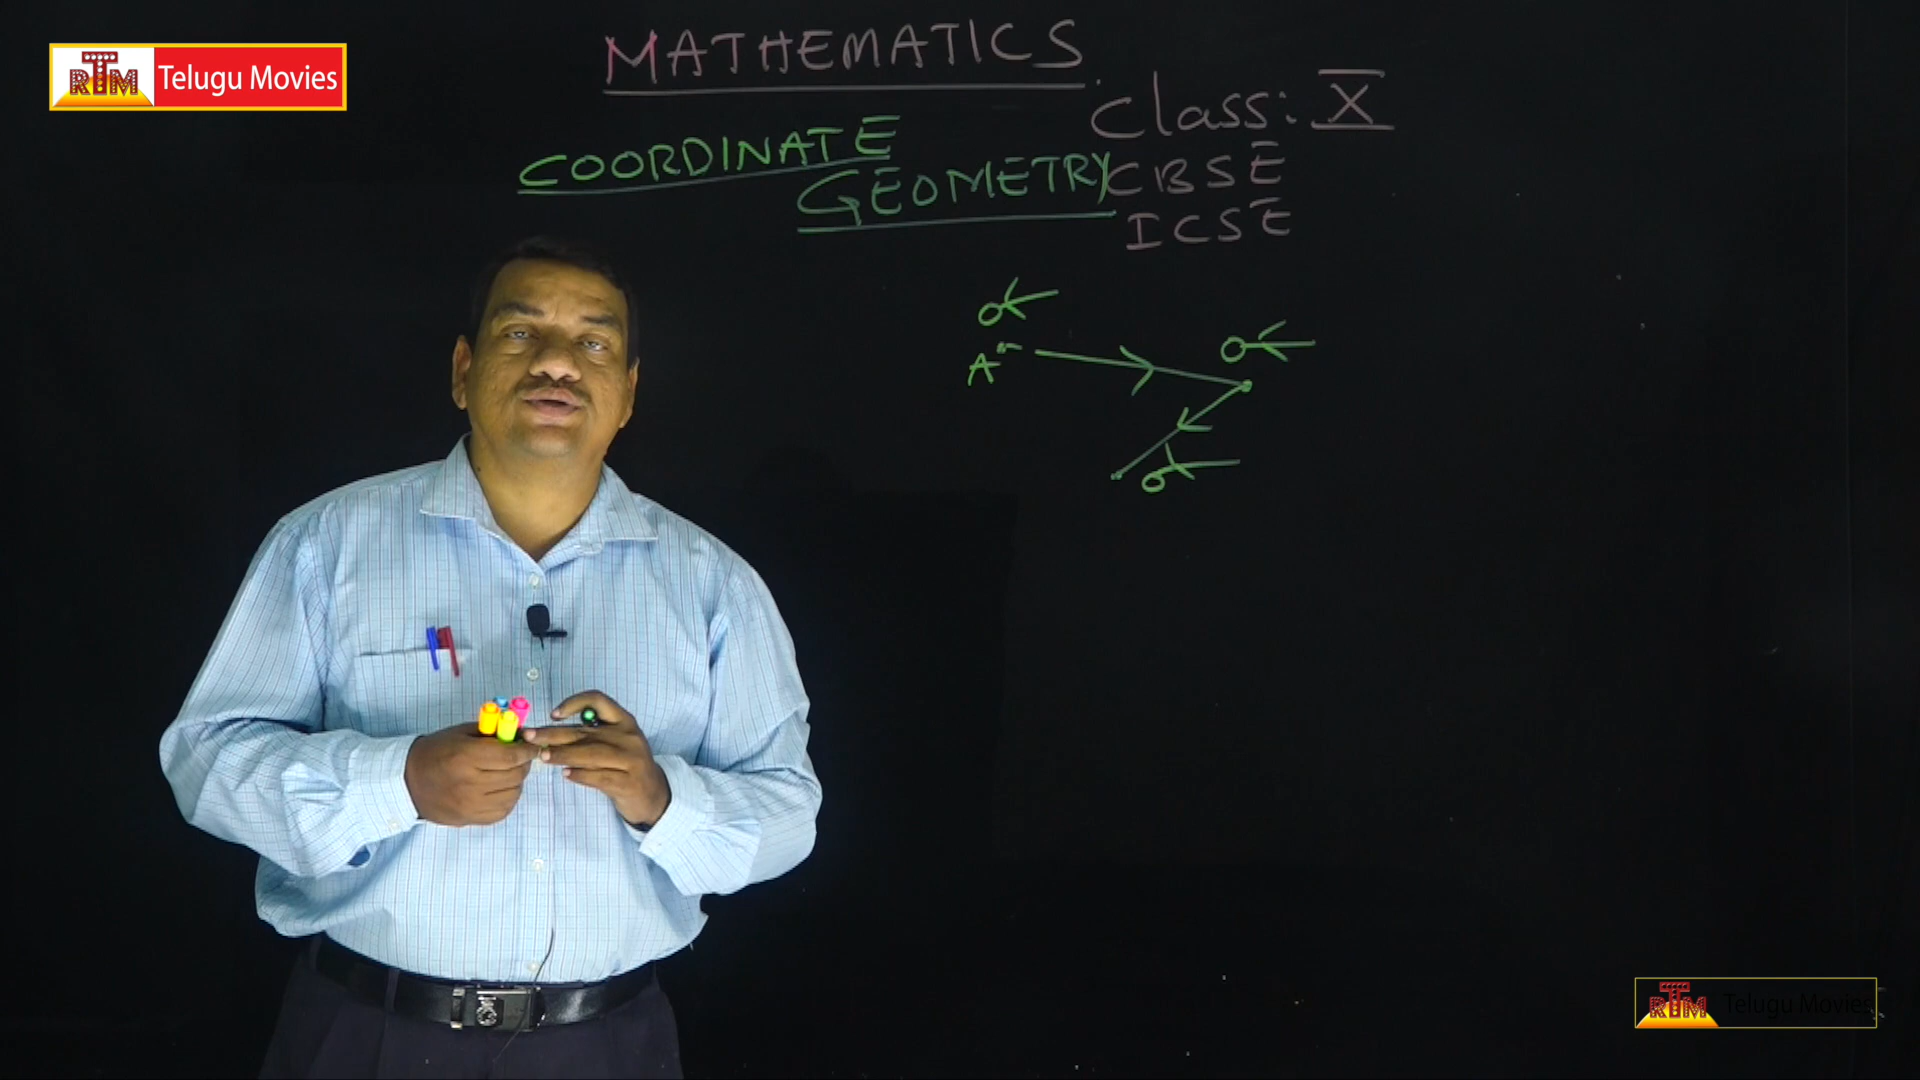 RTM Telugu Movies
MATHEMATICS
Class: X
COORDINATE
GEOMETRY
CBSE
ICSE
A
RTM Telugu Movies